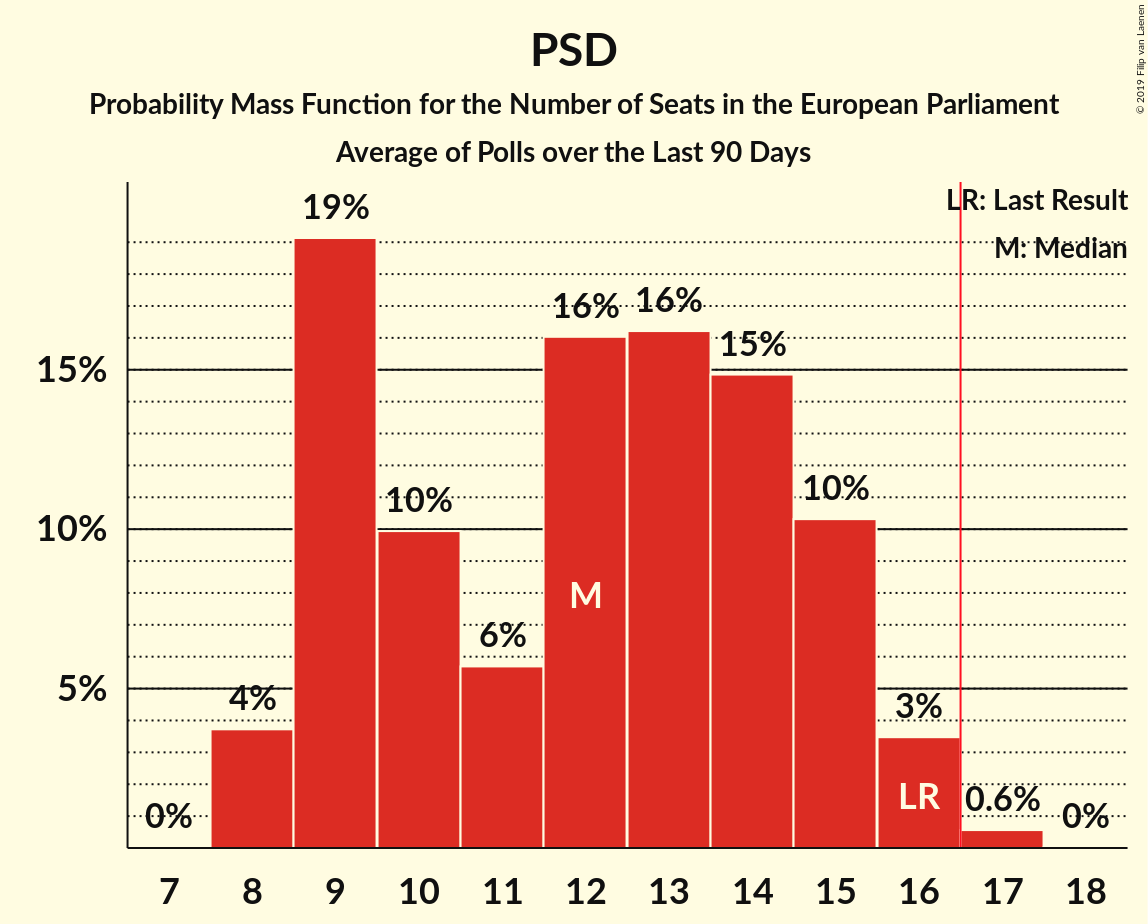 PSD
Probability Mass Function for the Number of Seats in the European Parliament
Average of Polls over the Last 90 Days
© 2019 Filip van Laenen
LR: Last Result
M: Median
15%
10%
5%
0%
4%
19%
10%
6%
16%
16%
15%
10%
3%
0.6%
0%
M
LR
7 8 9 10 11 12 13 14 15 16 17 18